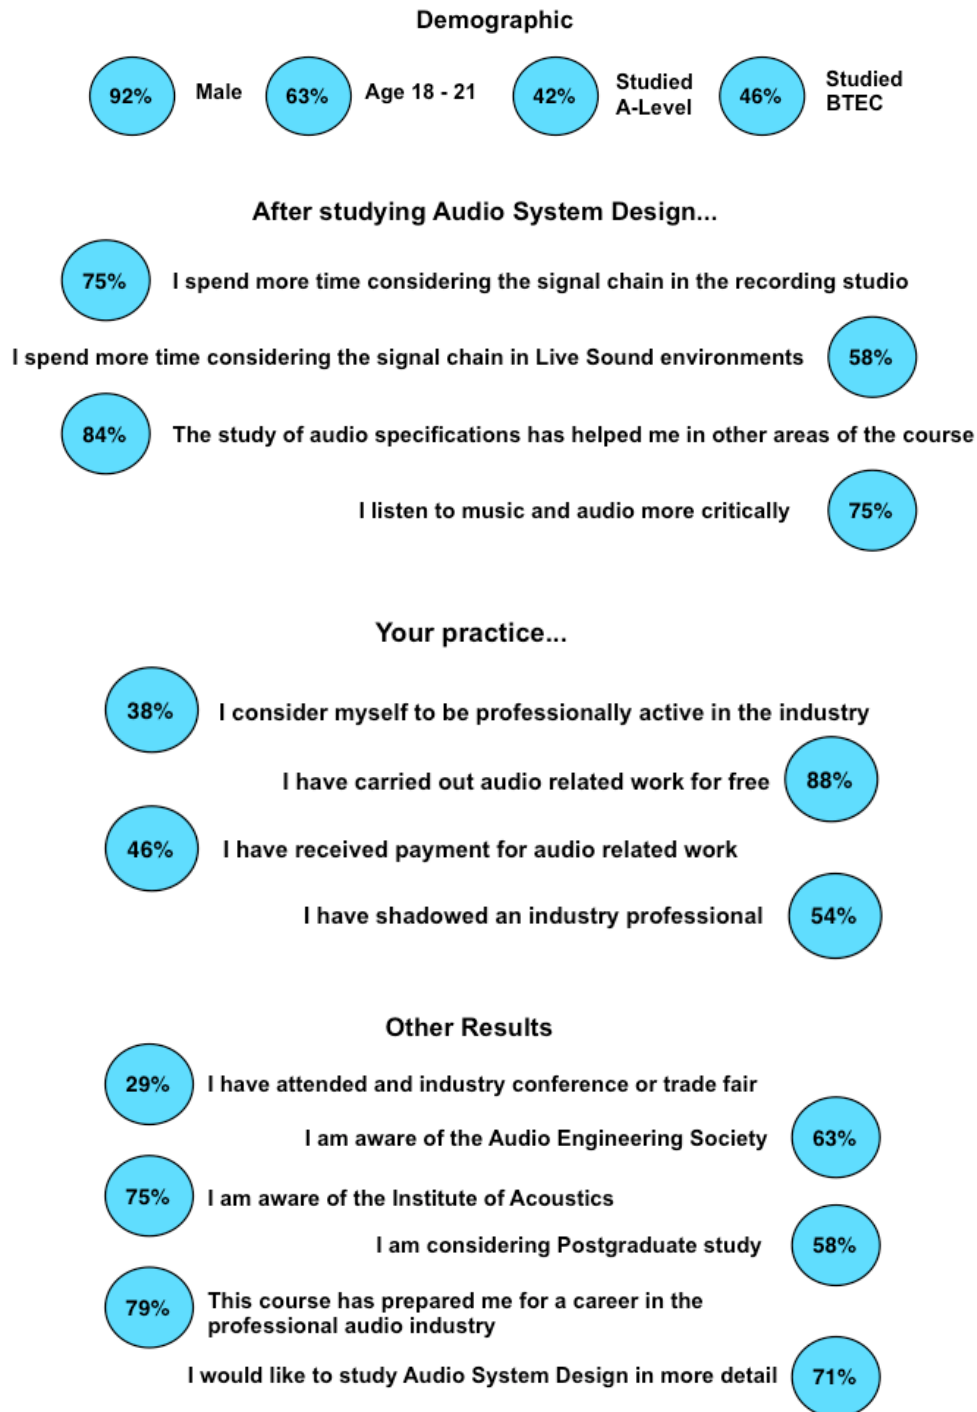 Demographic
92% Male 63% Age 18 - 21 42% Studied A-Level 46% Studied BTEC
After studying Audio System Design...
75% I spend more time considering the signal chain in the recording studio
I spend more time considering the signal chain in Live Sound environments 58%
84% The study of audio specifications has helped me in other areas of the course
I listen to music and audio more critically 75%
Your practice...
38% I consider myself to be professionally active in the industry
I have carried out audio related work for free 88%
46% I have received payment for audio related work
I have shadowed an industry professional 54%
Other Results
29% I have attended and industry conference or trade fair
I am aware of the Audio Engineering Society 63%
75% I am aware of the Institute of Acoustics
I am considering Postgraduate study 58%
79% This course has prepared me for a career in the
professional audio industry
I would like to study Audio System Design in more detail 71%